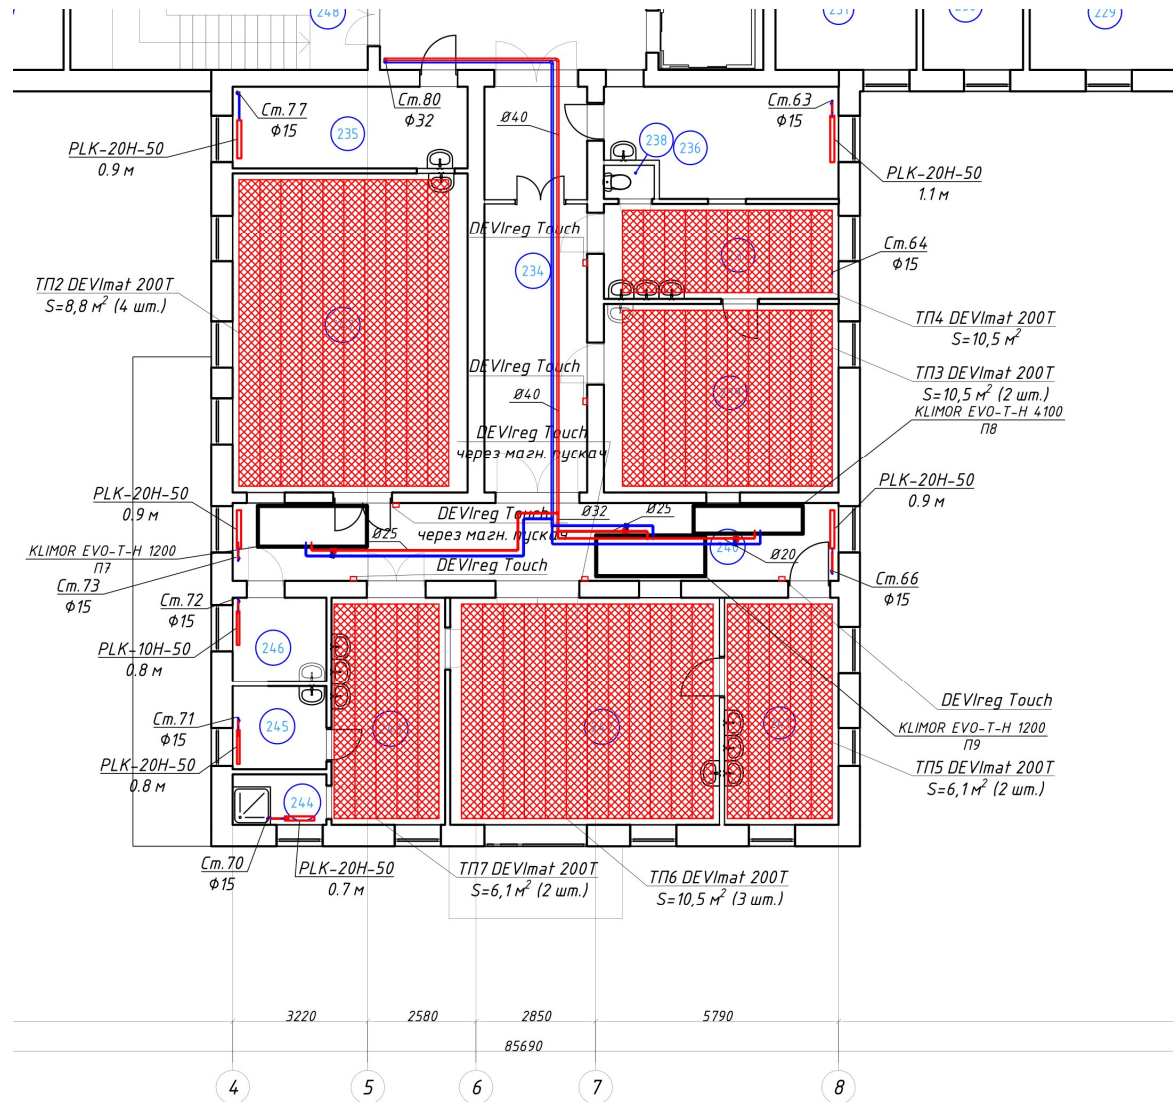 248
231
230
229
Ст.77
ф15
Ст.80
ф32
Ст.63
ф15
235
238
236
Ø40
PLK-20H-50
0.9 м
PLK-20H-50
1.1 м
DEVIreg Touch
Ст.64
ф15
234
ТП2 DEVImat 200T
S=8,8 м² (4 шт.)
ТП4 DEVImat 200T
S=10,5 м²
DEVIreg Touch
ТП3 DEVImat 200T
S=10,5 м² (2 шт.)
Ø40
KLIMOR EVO-T-H 4100
П8
DEVIreg Touch
через магн. пускач
PLK-20H-50
0.9 м
PLK-20H-50
0.9 м
DEVIreg Touch
через магн. пускач
Ø32
Ø25
Ø25
KLIMOR EVO-T-H 1200
П7
240
Ø20
DEVIreg Touch
Ст.73
ф15
Ст.66
ф15
Ст.72
ф15
PLK-10H-50
0.8 м
246
Ст.71
ф15
245
DEVIreg Touch
KLIMOR EVO-T-H 1200
П9
PLK-20H-50
0.8 м
ТП5 DEVImat 200T
S=6,1 м² (2 шт.)
244
Ст.70
ф15
PLK-20H-50
0.7 м
ТП7 DEVImat 200T
S=6,1 м² (2 шт.)
ТП6 DEVImat 200T
S=10,5 м² (3 шт.)
3220
2580
2850
5790
85690
4
5
6
7
8